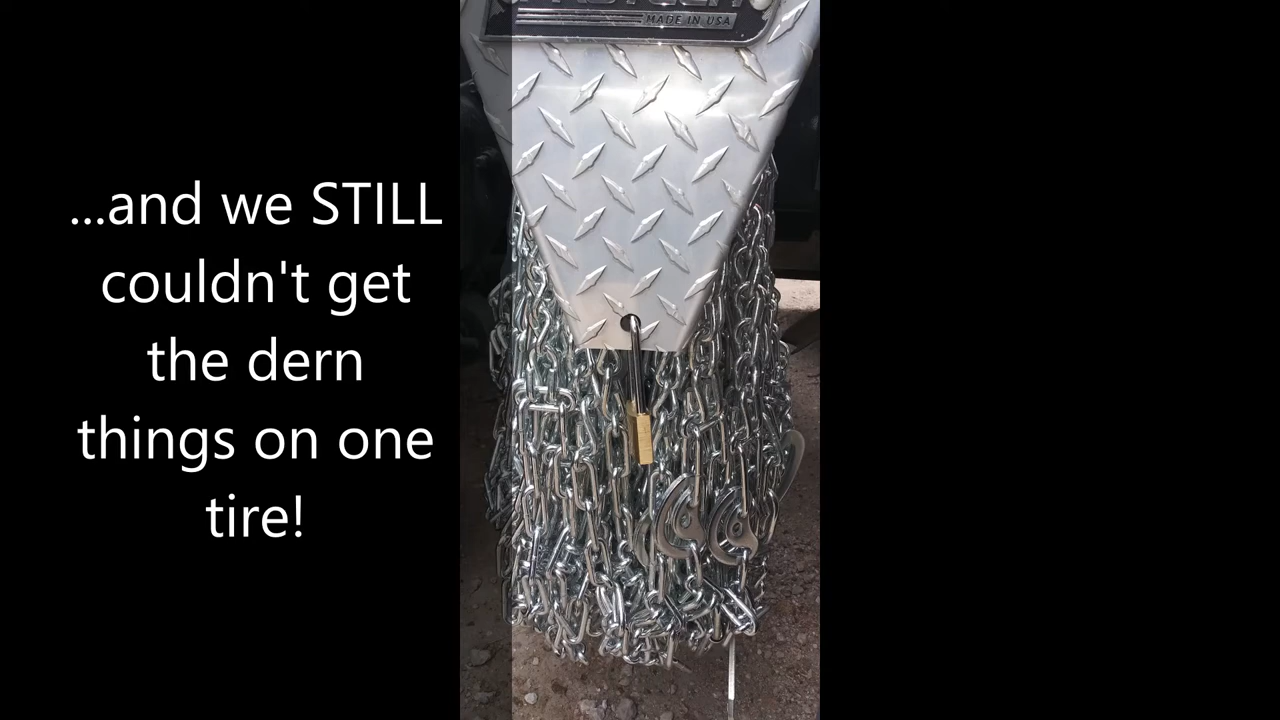 MADE IN USA
...and we STILL
couldn't get
the dern
things on one
tire!